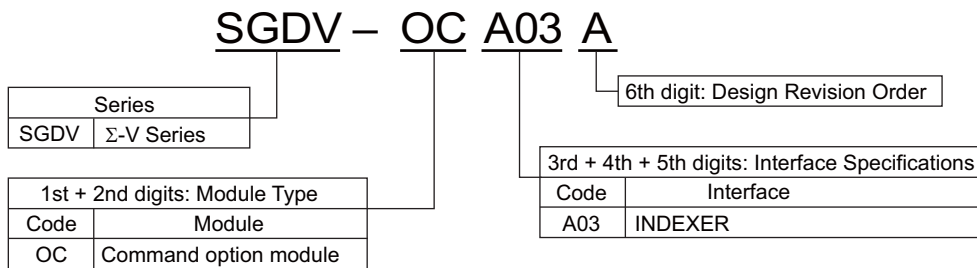 SGDV – OC A03 A
6th digit: Design Revision Order
Series
SGDV Σ-V Series
3rd + 4th + 5th digits: Interface Specifications
Code Interface
A03 INDEXER
1st + 2nd digits: Module Type
Code Module
OC Command option module